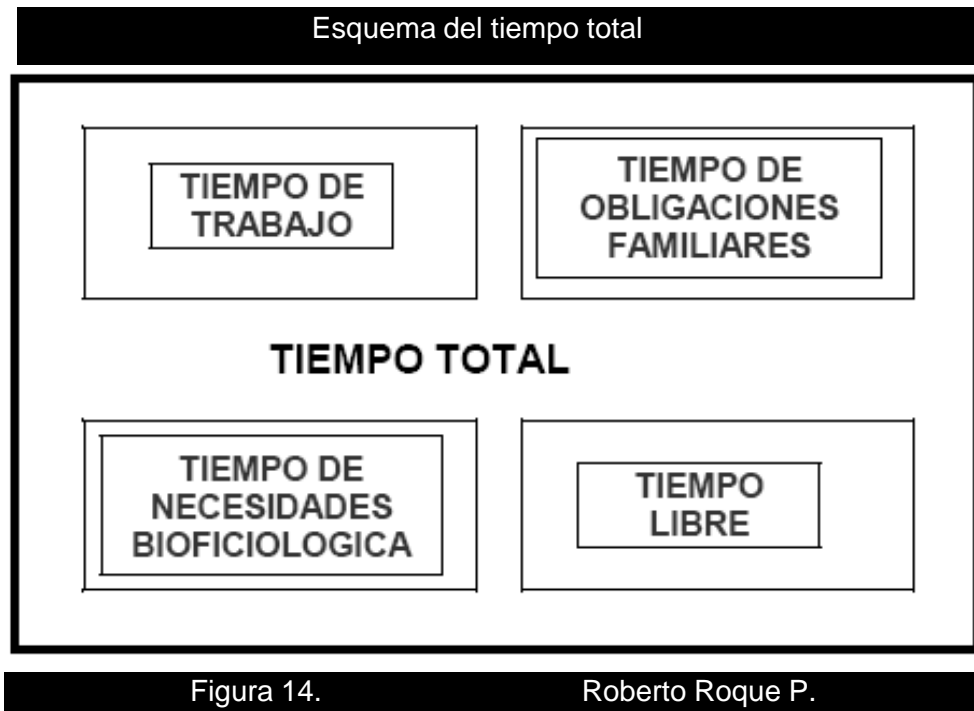 Esquema del tiempo total
TIEMPO DE
TRABAJO
TIEMPO DE
OBLIGACIONES
FAMILIARES
TIEMPO TOTAL
TIEMPO DE
NECESIDADES
BIOFICIOLOGICA
TIEMPO
LIBRE
Figura 14. Roberto Roque P.